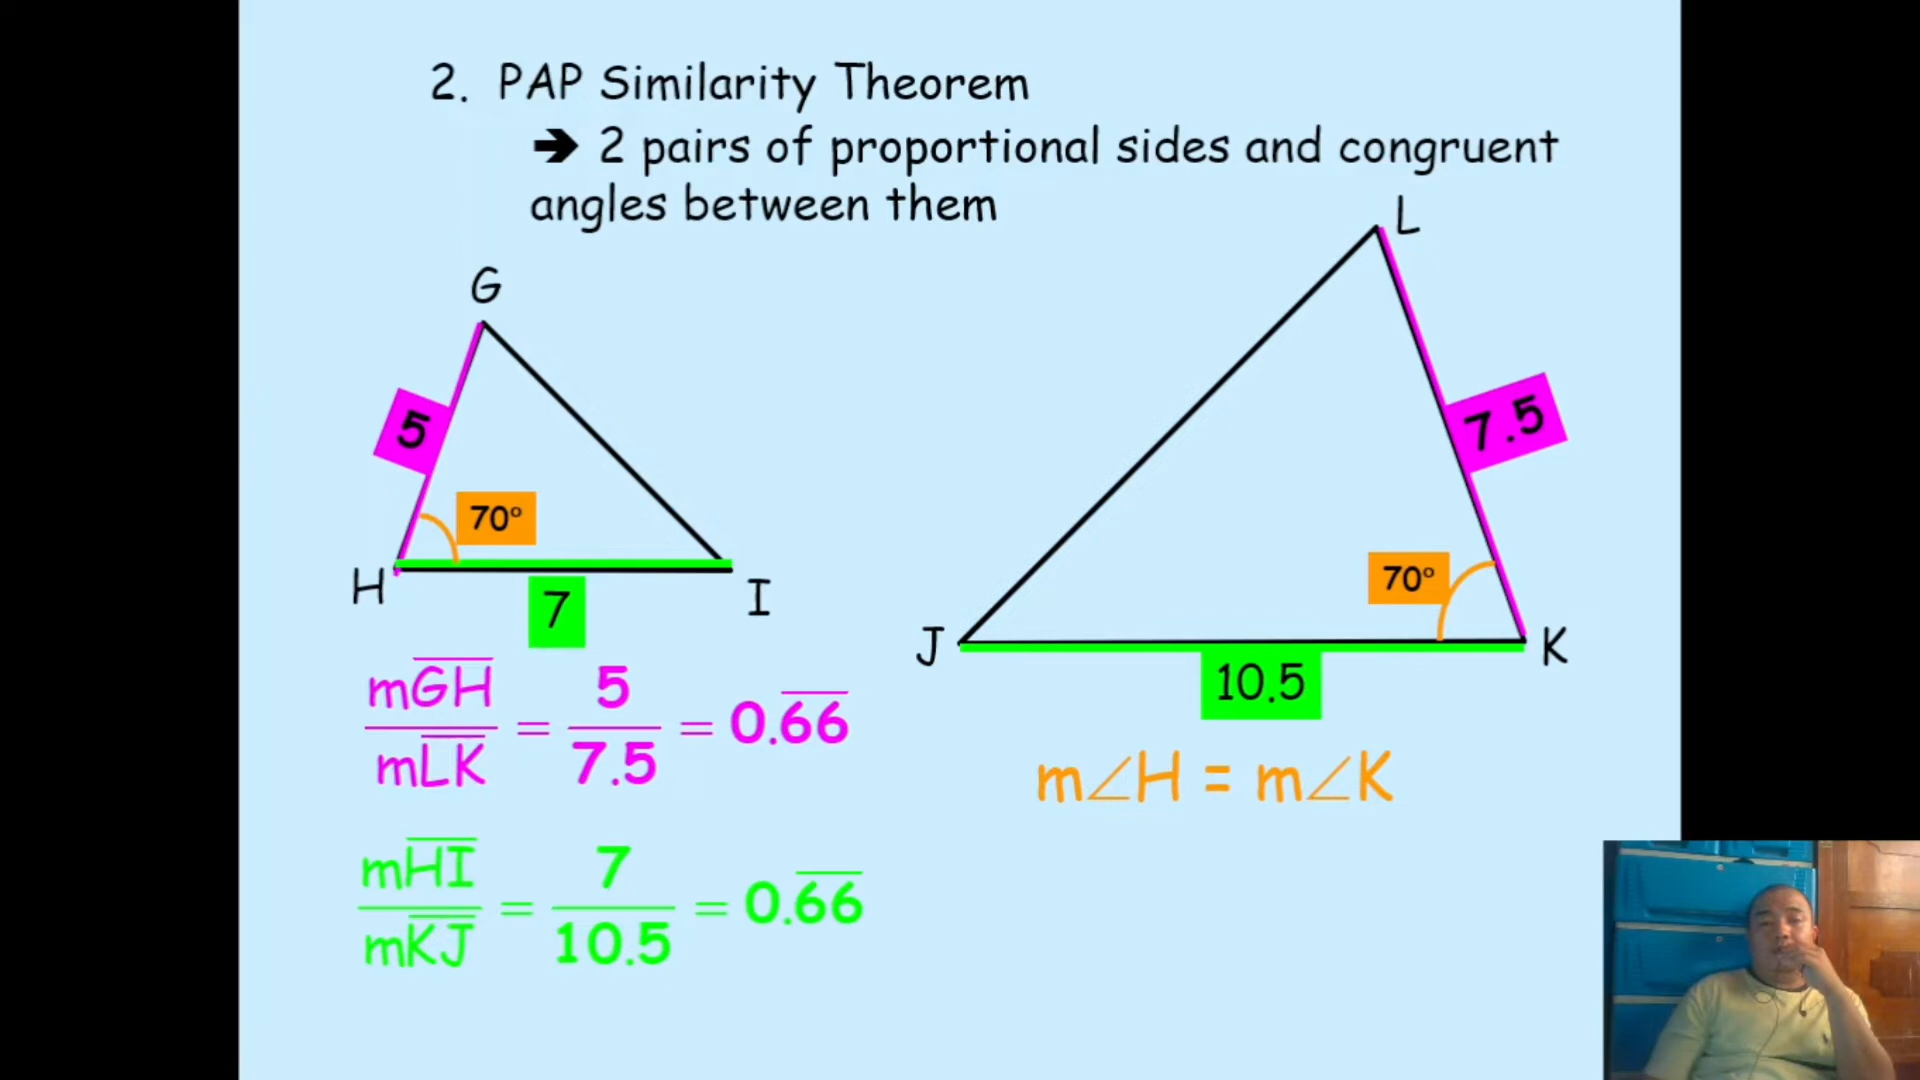 2. PAP Similarity Theorem
➔ 2 pairs of proportional sides and congruent
angles between them
L
G
5
7.5
70°
70°
H
7
I
J
10.5
K
mGH / mLK = 5 / 7.5 = 0.66
m∠H = m∠K
mHI / mKJ = 7 / 10.5 = 0.66